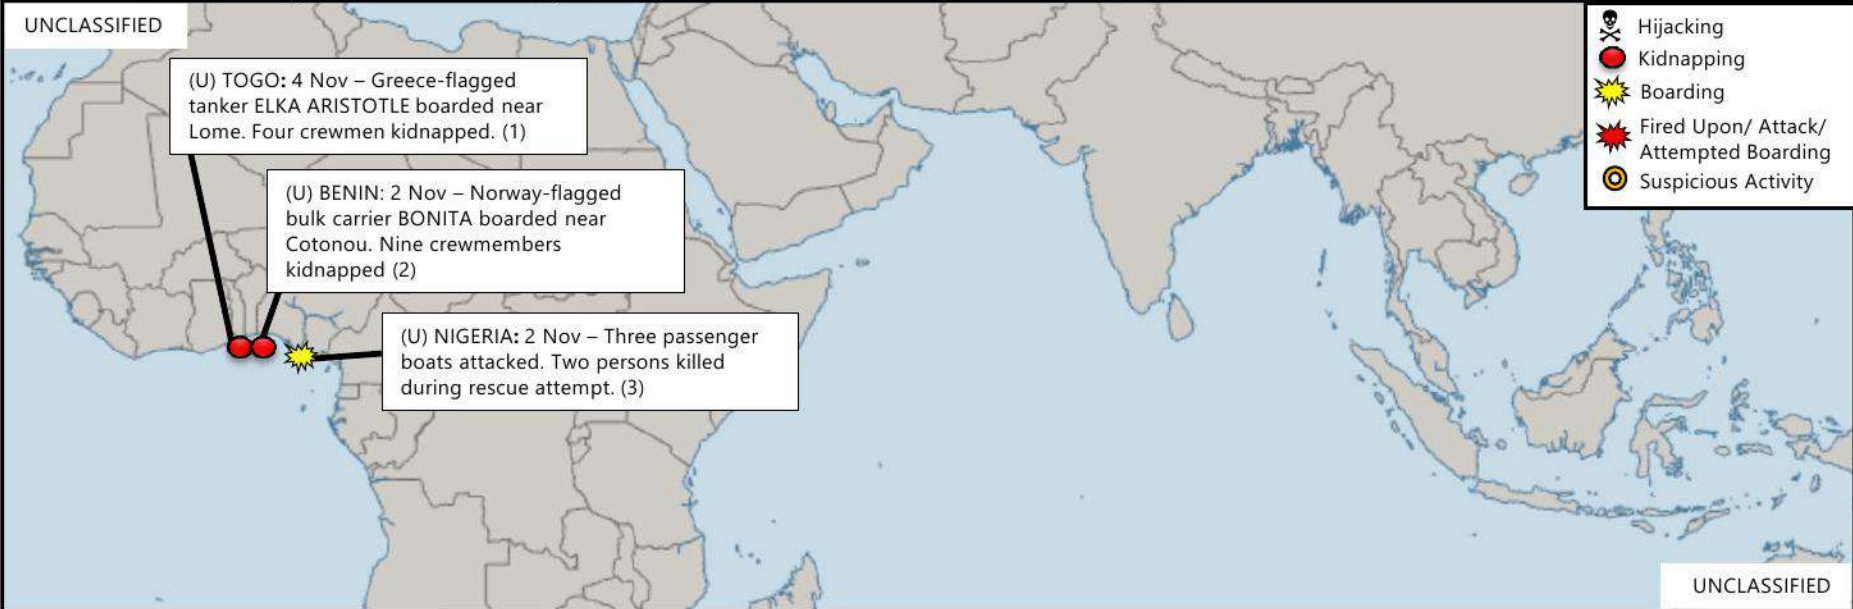 UNCLASSIFIED
(U) TOGO: 4 Nov – Greece-flagged
tanker ELKA ARISTOTLE boarded near
Lome. Four crewmen kidnapped. (1)
(U) BENIN: 2 Nov – Norway-flagged
bulk carrier BONITA boarded near
Cotonou. Nine crewmembers
kidnapped (2)
(U) NIGERIA: 2 Nov – Three passenger
boats attacked. Two persons killed
during rescue attempt. (3)
Hijacking
Kidnapping
Boarding
Fired Upon/ Attack/
Attempted Boarding
Suspicious Activity
UNCLASSIFIED